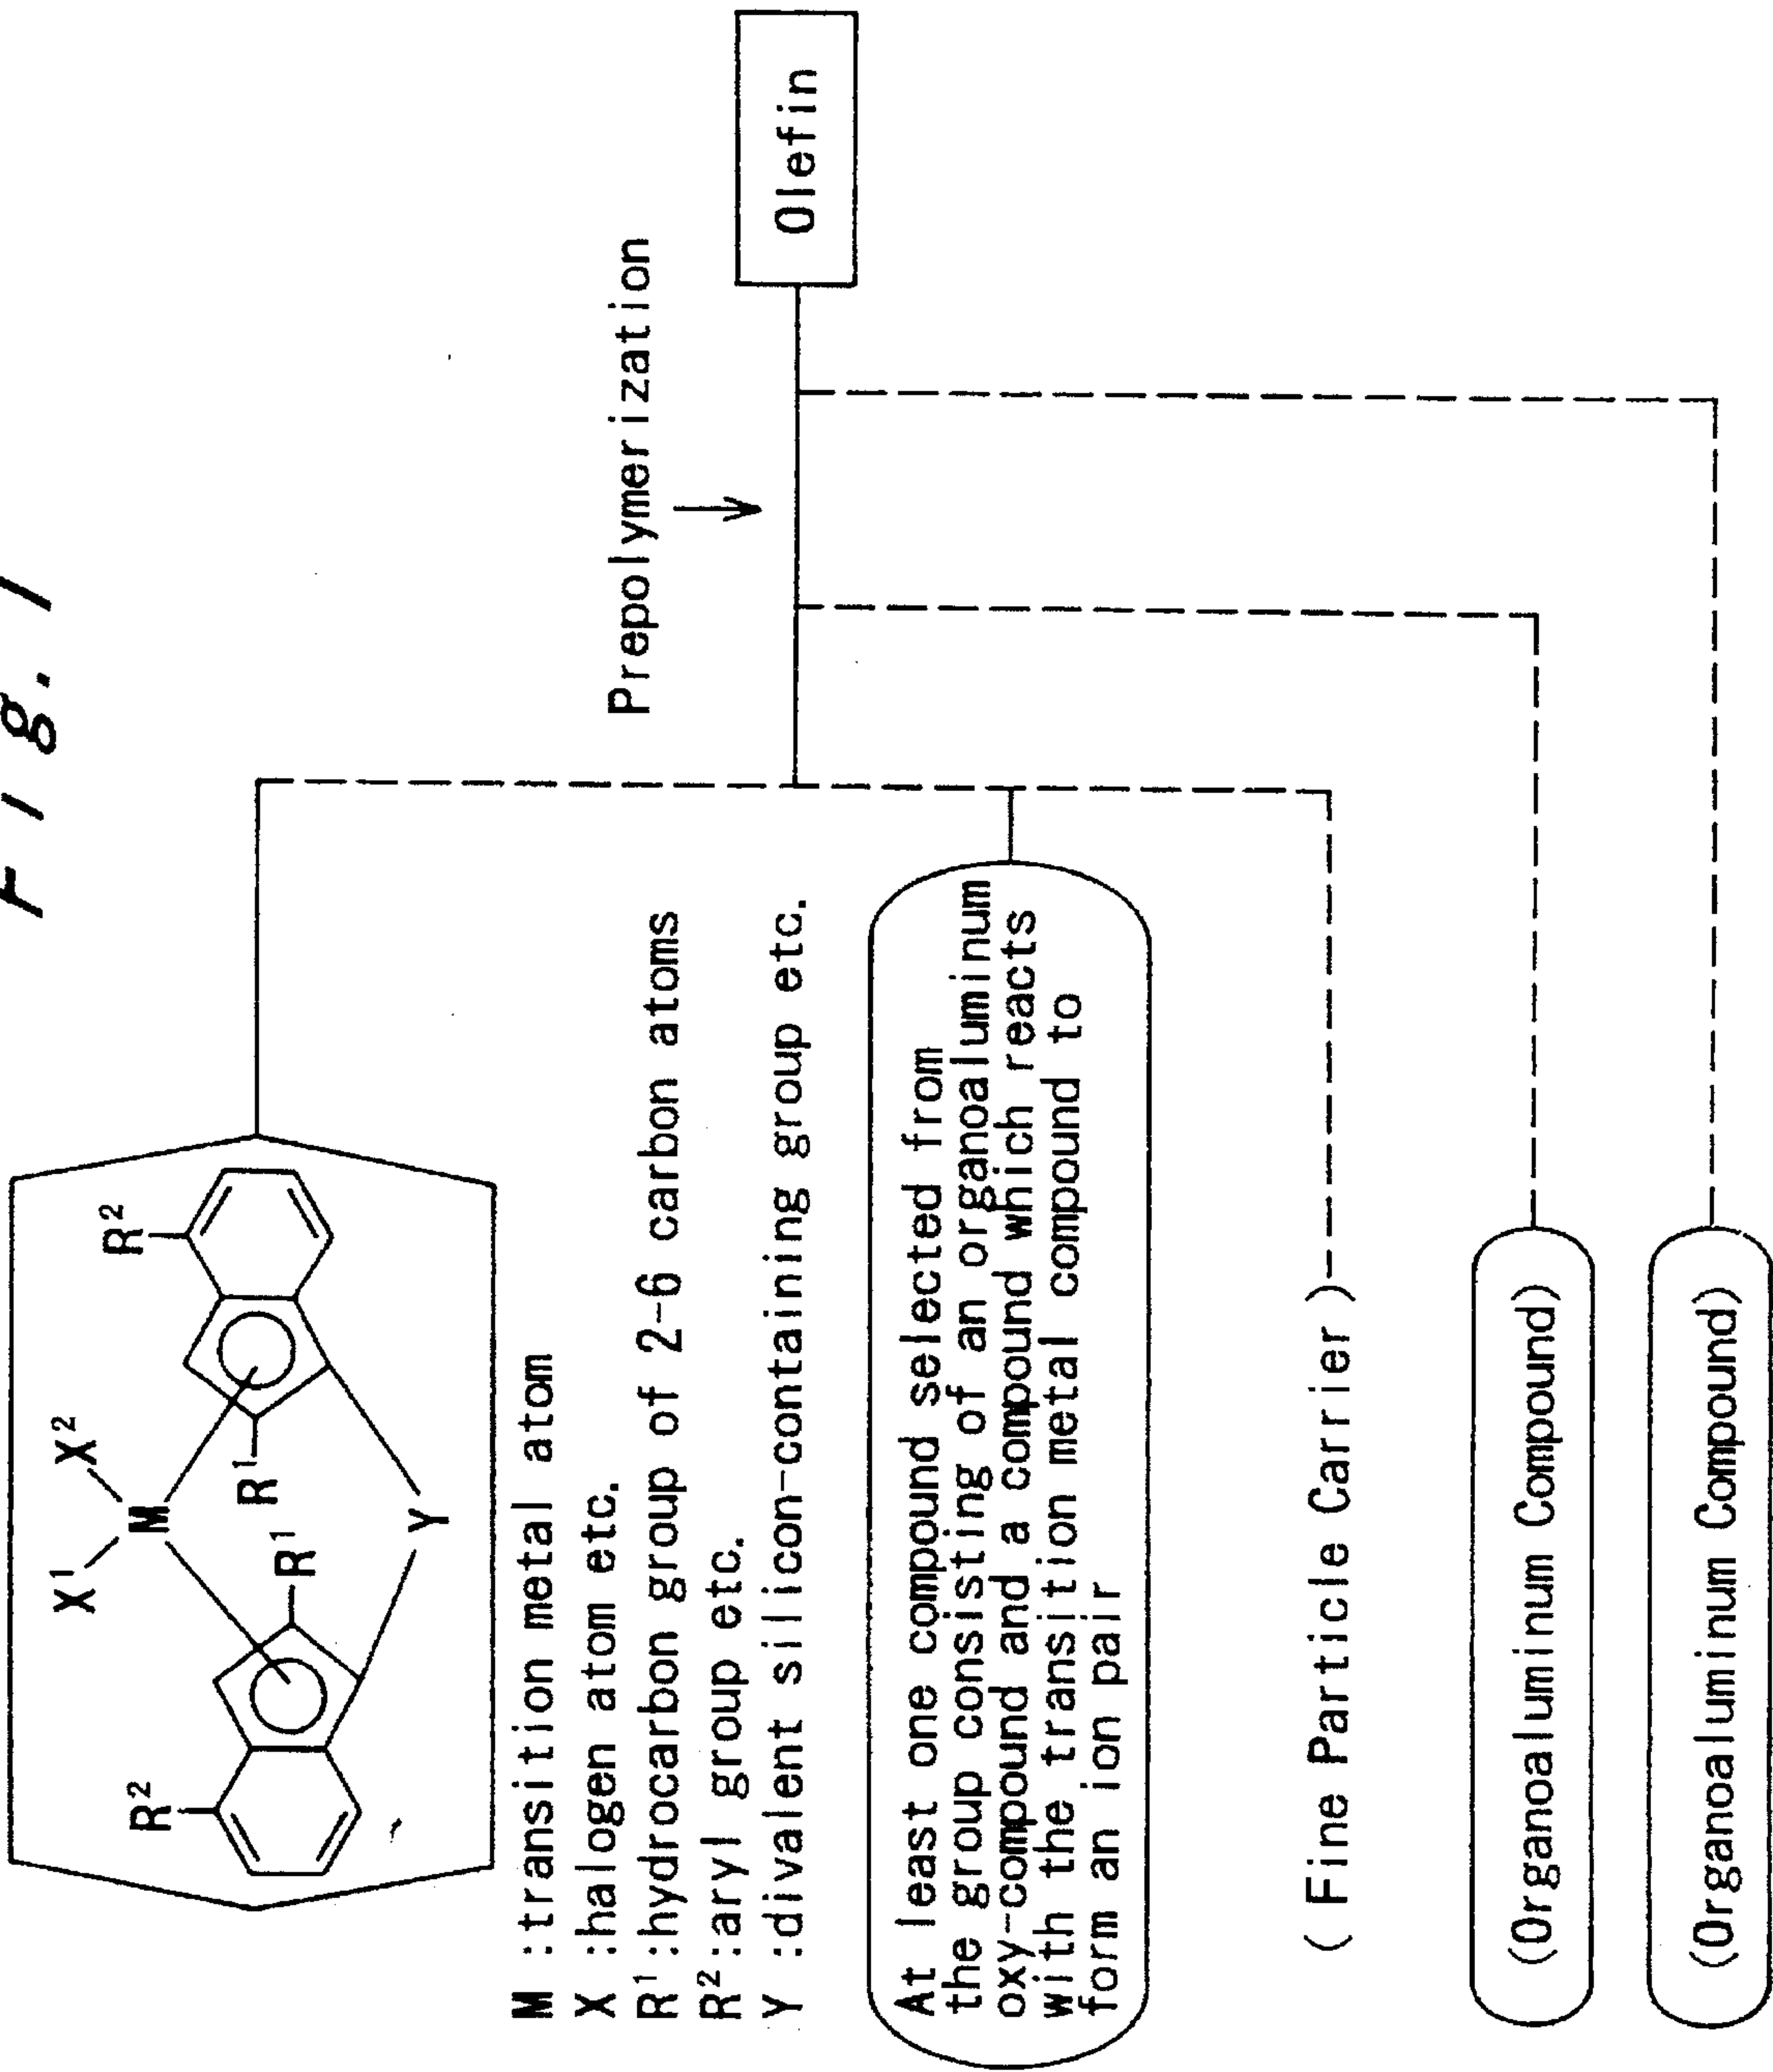 Fig. 1
X¹ X²
M
R² R²
R¹ R¹
Y
M :transition metal atom
X :halogen atom etc.
R¹:hydrocarbon group of 2-6 carbon atoms
R²:aryl group etc.
Y :divalent silicon-containing group etc.
At least one compound selected from
the group consisting of an organoaluminum
oxy-compound and a compound which reacts
with the transition metal compound to
form an ion pair
( Fine Particle Carrier )
(Organoaluminum Compound)
(Organoaluminum Compound)
Prepolymerization
Olefin